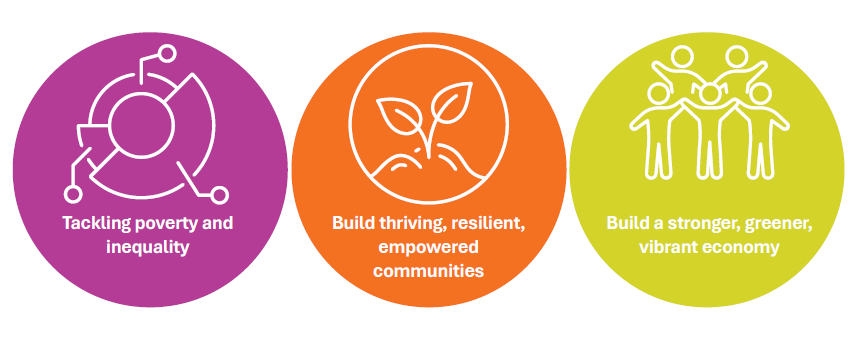 Tackling poverty and
inequality
Build thriving, resilient,
empowered
communities
Build a stronger, greener,
vibrant economy